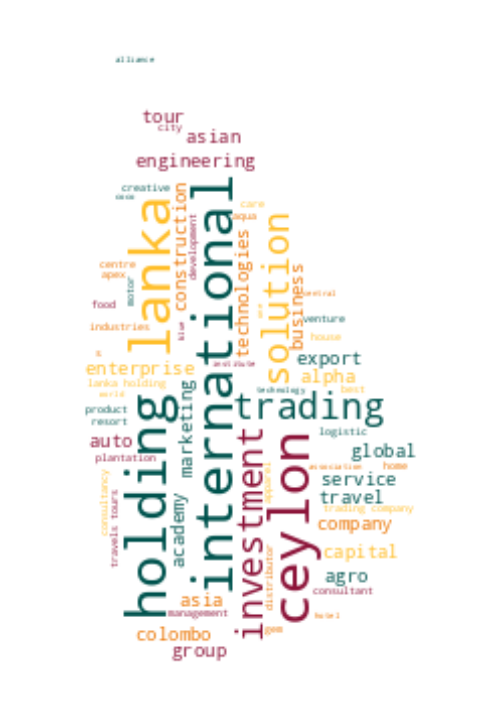 alliance
tour
city
asian
engineering
creative
lanka
international
construction
development
care
aqua
solution
technologies
business
centre
apex
motor
food
industries
blue
venture
house
export
enterprise
institute
alpha
lanka holding
world
technology
best
holding
marketing
trading
product
resort
auto
logistic
plantation
investment
ceylon
global
association
home
consultancy
travels tours
academy
apparel
service
travel
trading company
company
distributor
capital
agro
consultant
asia
management
hotel
colombo
gem
group